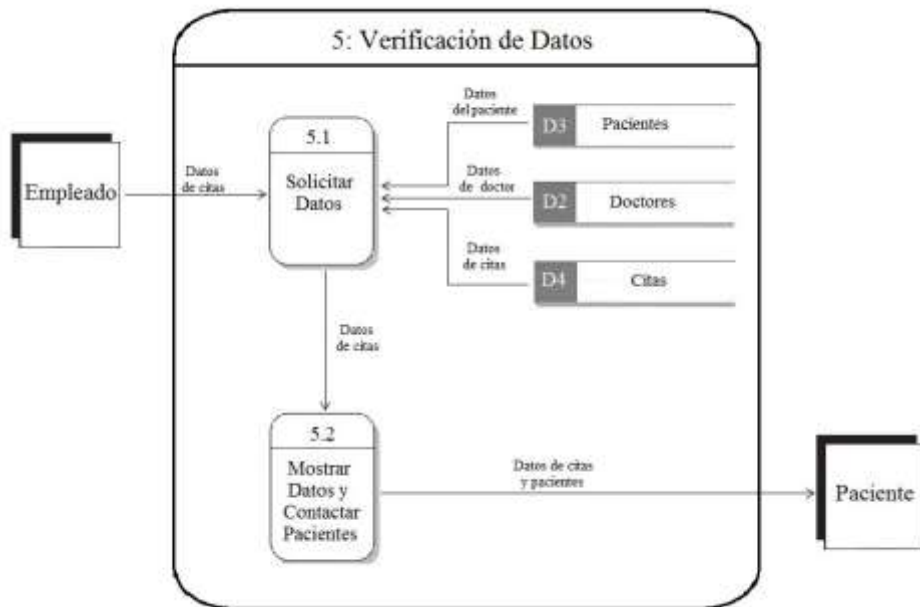 5: Verificación de Datos
Datos
del paciente
D3
Pacientes
5.1
Solicitar
Datos
Empleado
Datos
de citas
Datos
de doctor
D2
Doctores
Datos
de citas
D4
Citas
Datos
de citas
5.2
Mostrar
Datos y
Contactar
Pacientes
Datos de citas
y pacientes
Paciente